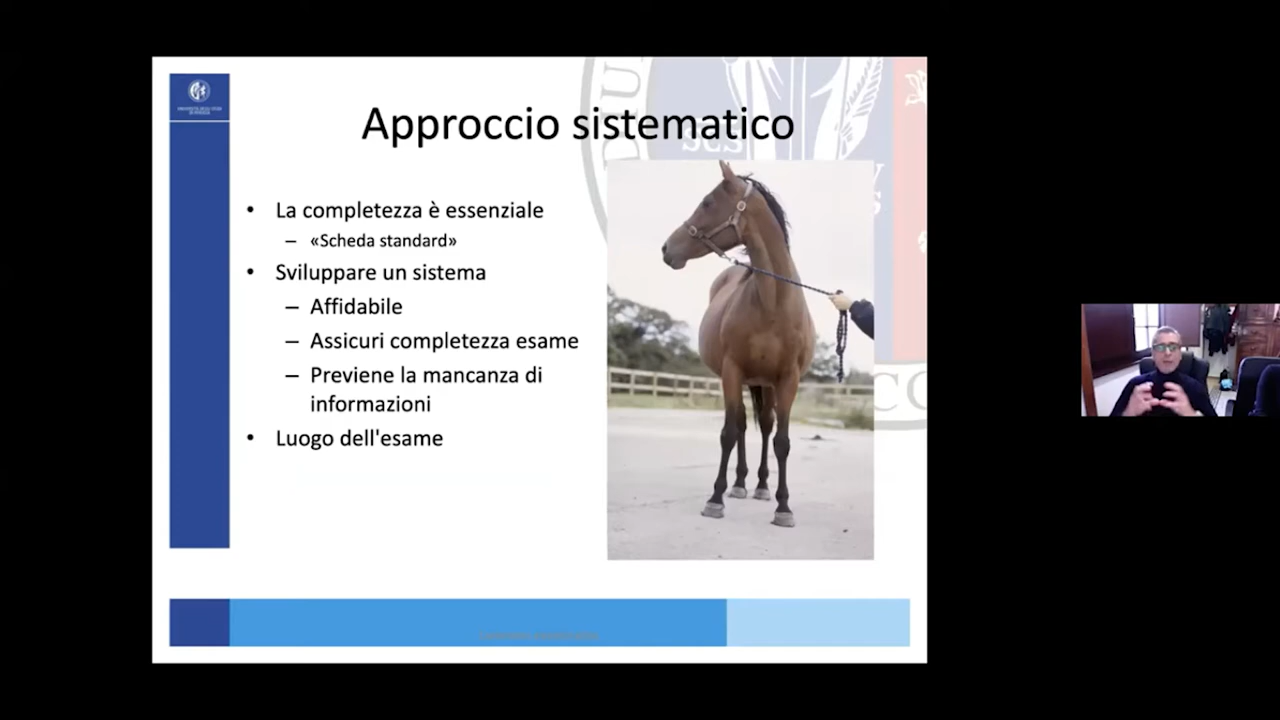 Approccio sistematico
• La completezza è essenziale
– «Scheda standard»
• Sviluppare un sistema
– Affidabile
– Assicuri completezza esame
– Previene la mancanza di
informazioni
• Luogo dell'esame